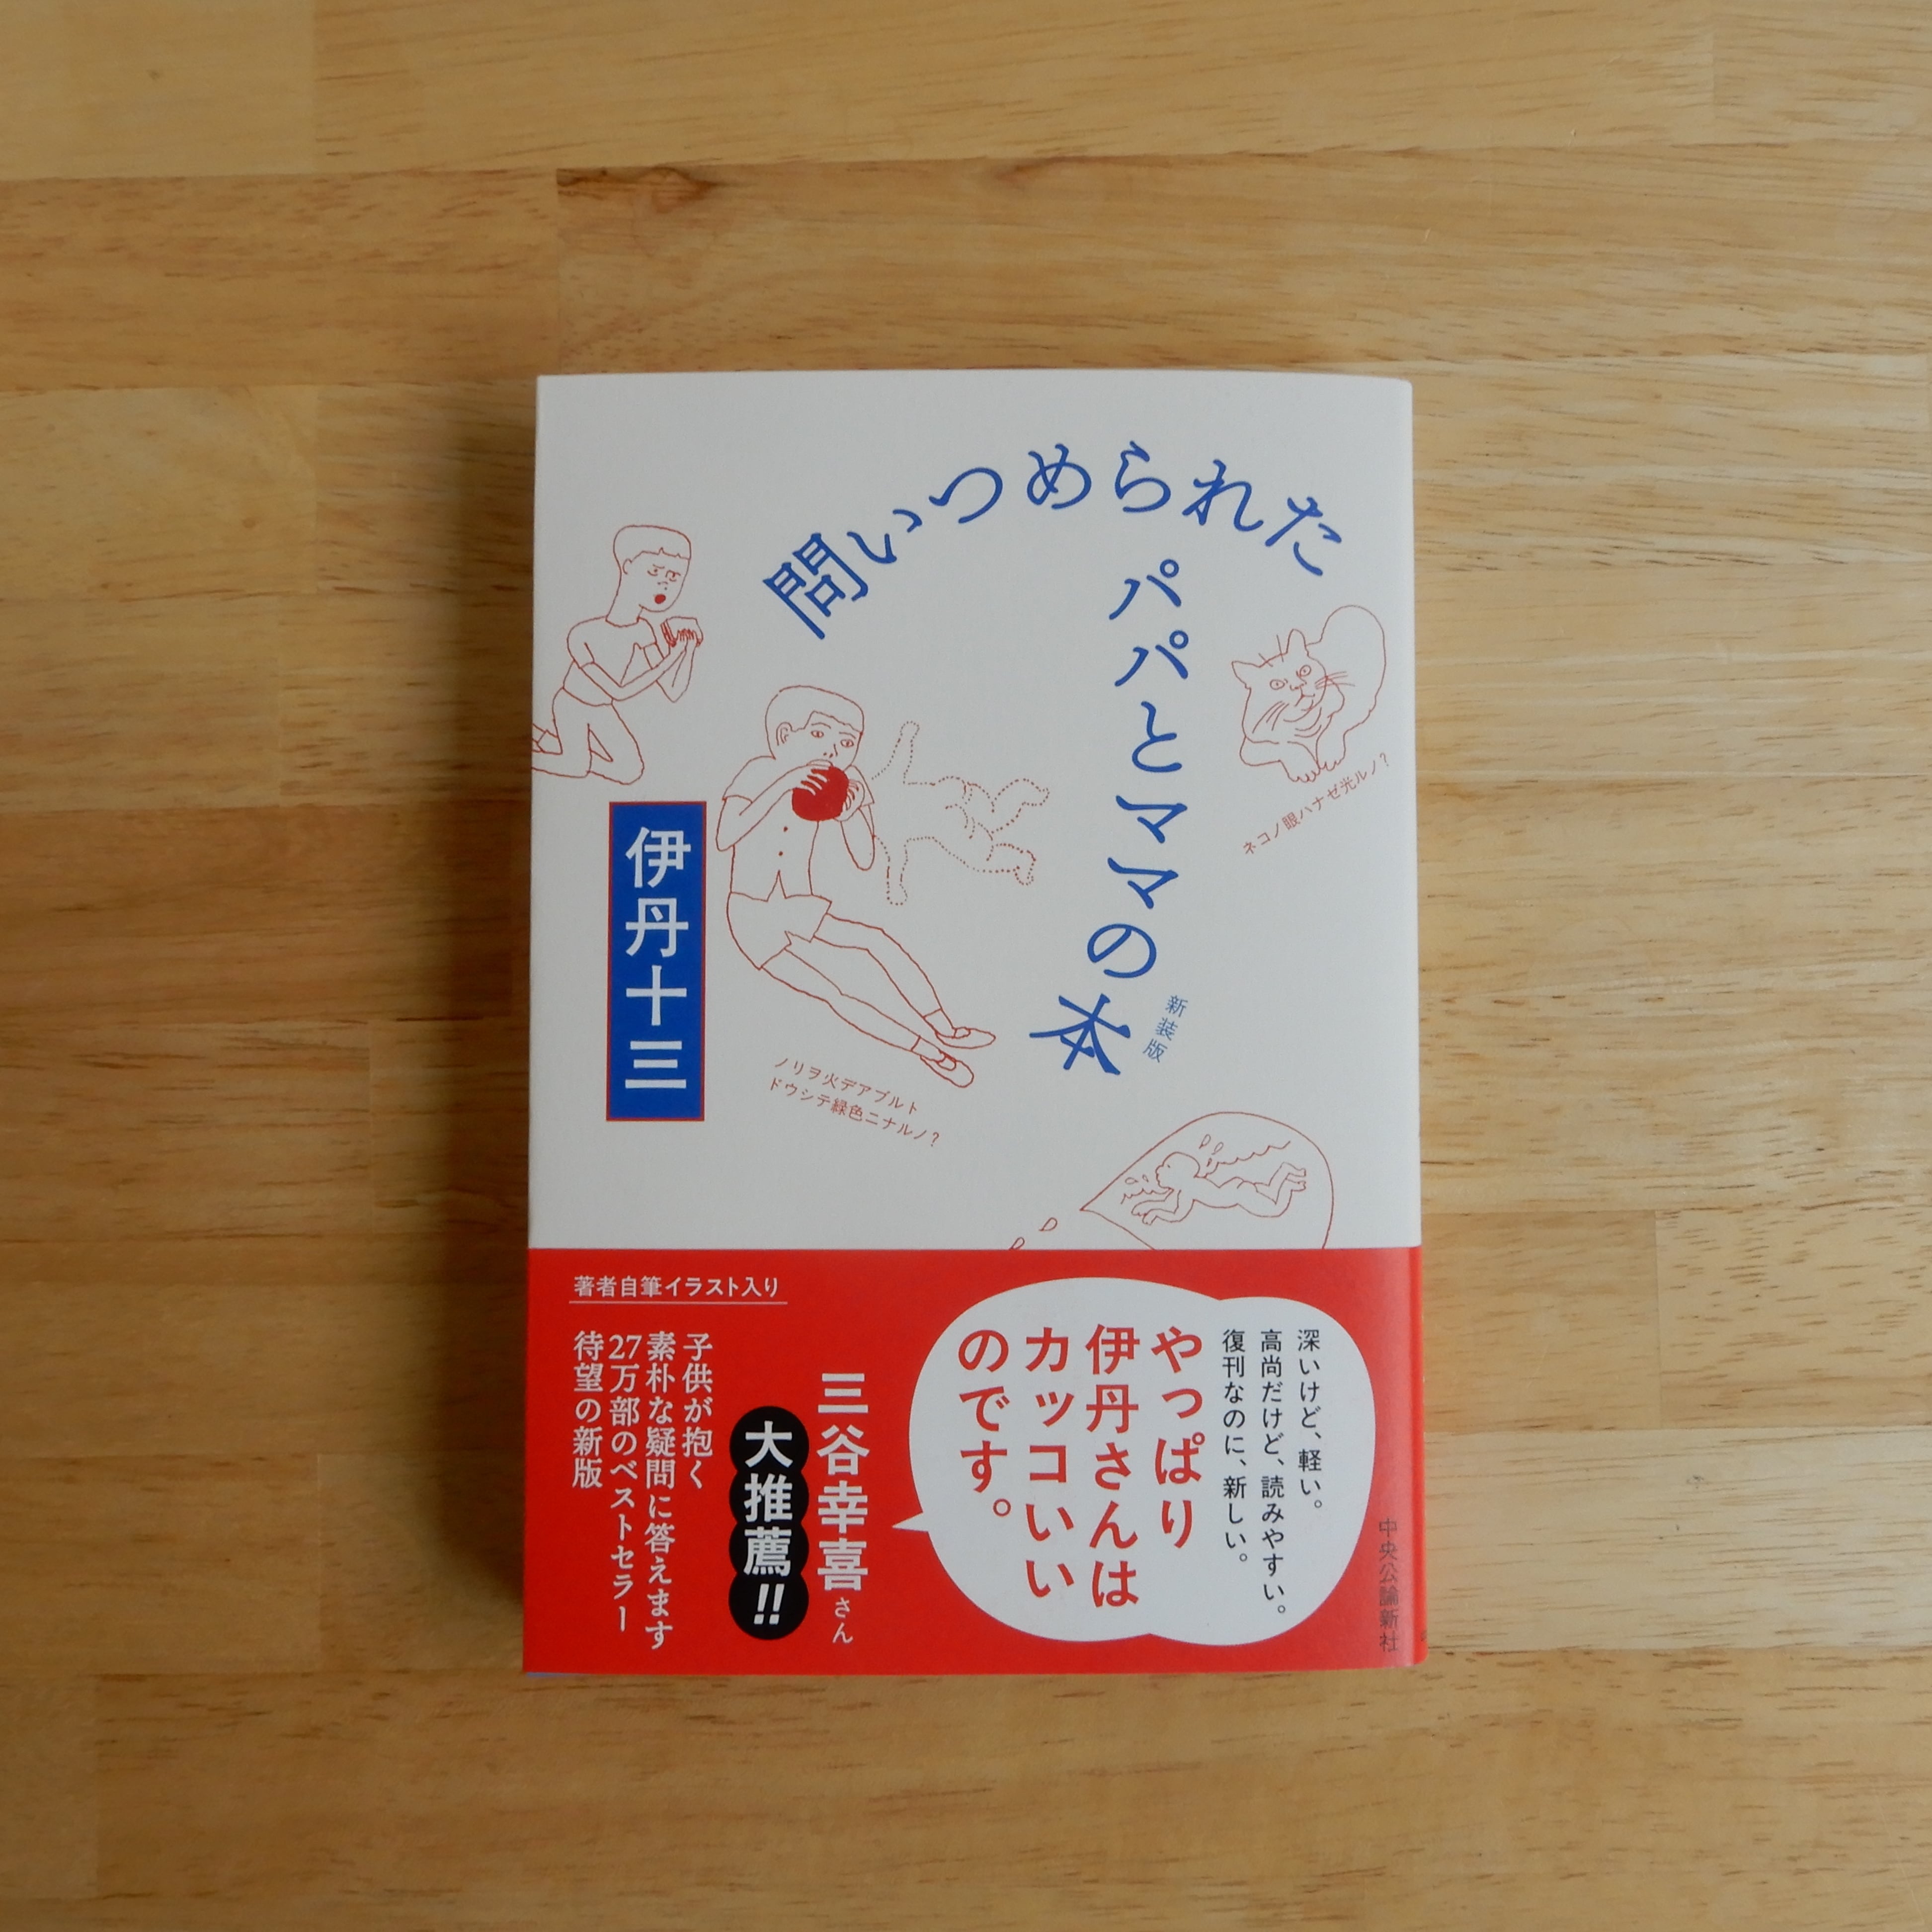 問いつめられた
パパとママの本
新装版
伊丹十三
ネコノ眼ハナゼ光ルノ?
ノリヲ火デアブルト
ドウシテ緑色ニナルノ?
深いけど、軽い。
高尚だけど、読みやすい。
復刊なのに、新しい。
やっぱり
伊丹さんは
カッコいい
のです。
三谷幸喜さん
大推薦!!
著者自筆イラスト入り
子供が抱く
素朴な疑問に答えます
27万部のベストセラー
待望の新版
中央公論新社